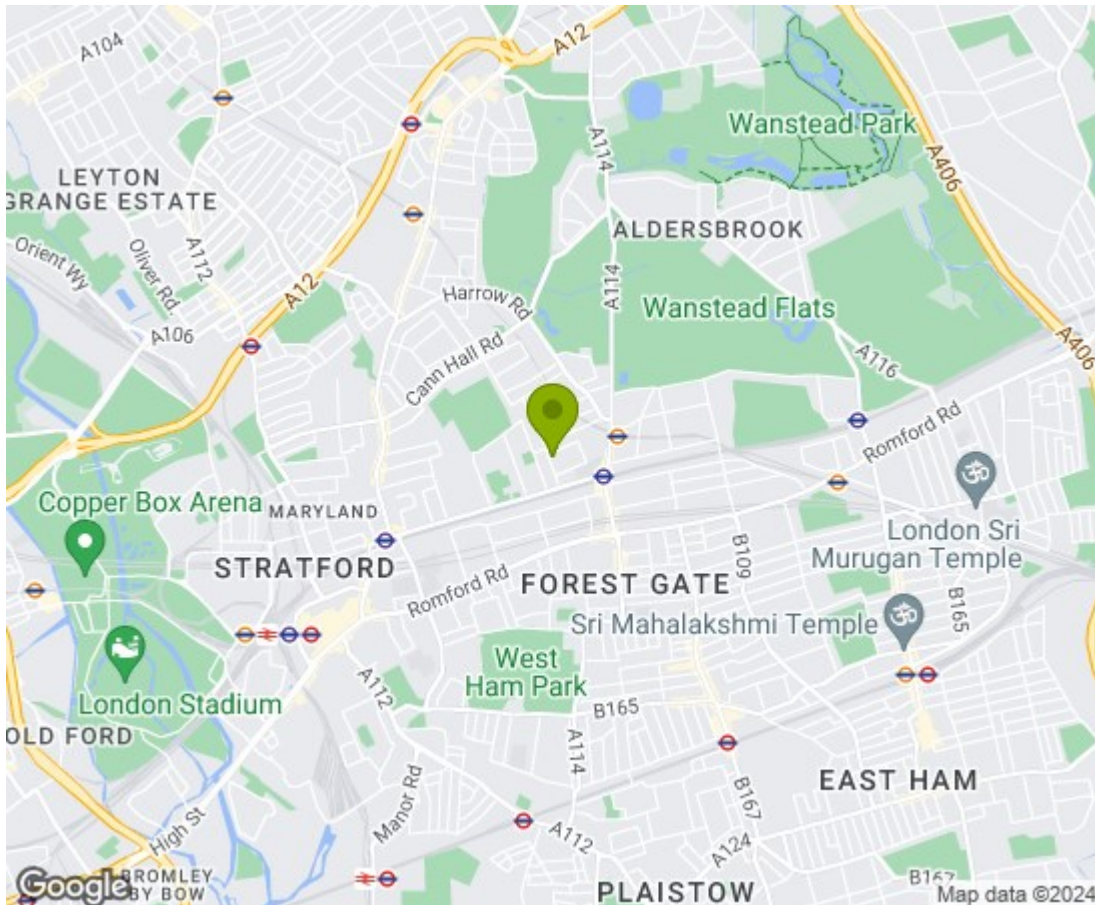 A104
A12
Wanstead Park
A114
A406
LEYTON
GRANGE ESTATE
ALDERSBROOK
Orient Wy
Oliver Rd.
A112
A12
A114
Harrow Rd
Wanstead Flats
A106
A406
Cann Hall Rd
A116
Romford Rd
Copper Box Arena
MARYLAND
London Sri
Murugan Temple
STRATFORD
Romford Rd
FOREST GATE
B109
B165
Sri Mahalakshmi Temple
West
Ham Park
A112
London Stadium
B165
OLD FORD
A114
Manor Rd
EAST HAM
B167
High St
A112
A124
BROMLEY
BY BOW
Google
PLAISTOW
B167
Map data ©2024